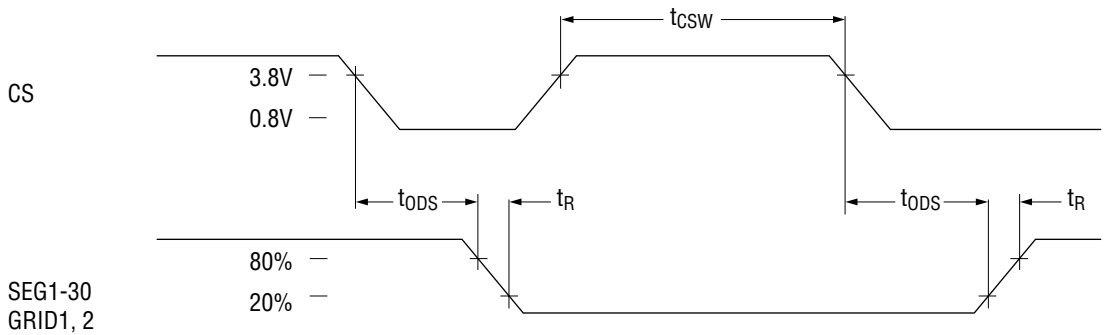 tCSW
CS
3.8V
0.8V
tODS
tR
tODS
tR
80%
20%
SEG1-30
GRID1, 2